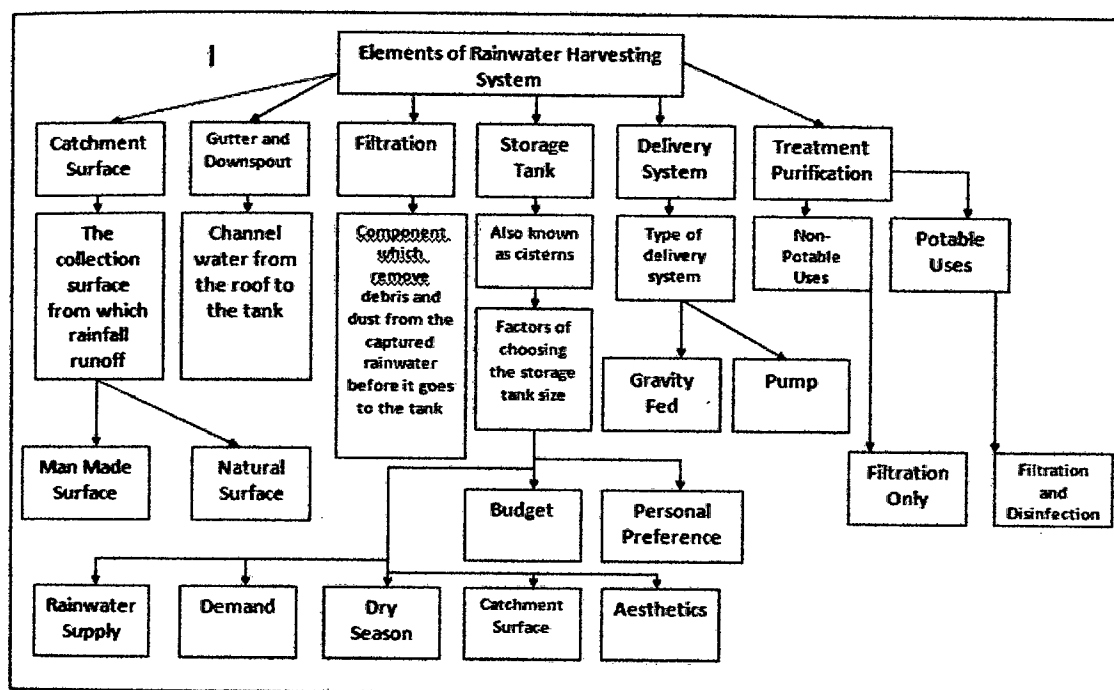 Elements of Rainwater Harvesting
System
Catchment
Surface
Gutter and
Downspout
Filtration
Storage
Tank
Delivery
System
Treatment
Purification
The
collection
surface
from which
rainfall
runoff
Channel
water from
the roof to
the tank
Component
which
remove
debris and
dust from the
captured
rainwater
before it goes
to the tank
Also known
as cisterns
Type of
delivery
system
Non-
Potable
Uses
Potable
Uses
Factors of
choosing
the storage
tank size
Gravity
Fed
Pump
Man Made
Surface
Natural
Surface
Budget
Personal
Preference
Filtration
Only
Filtration
and
Disinfection
Rainwater
Supply
Demand
Dry
Season
Catchment
Surface
Aesthetics